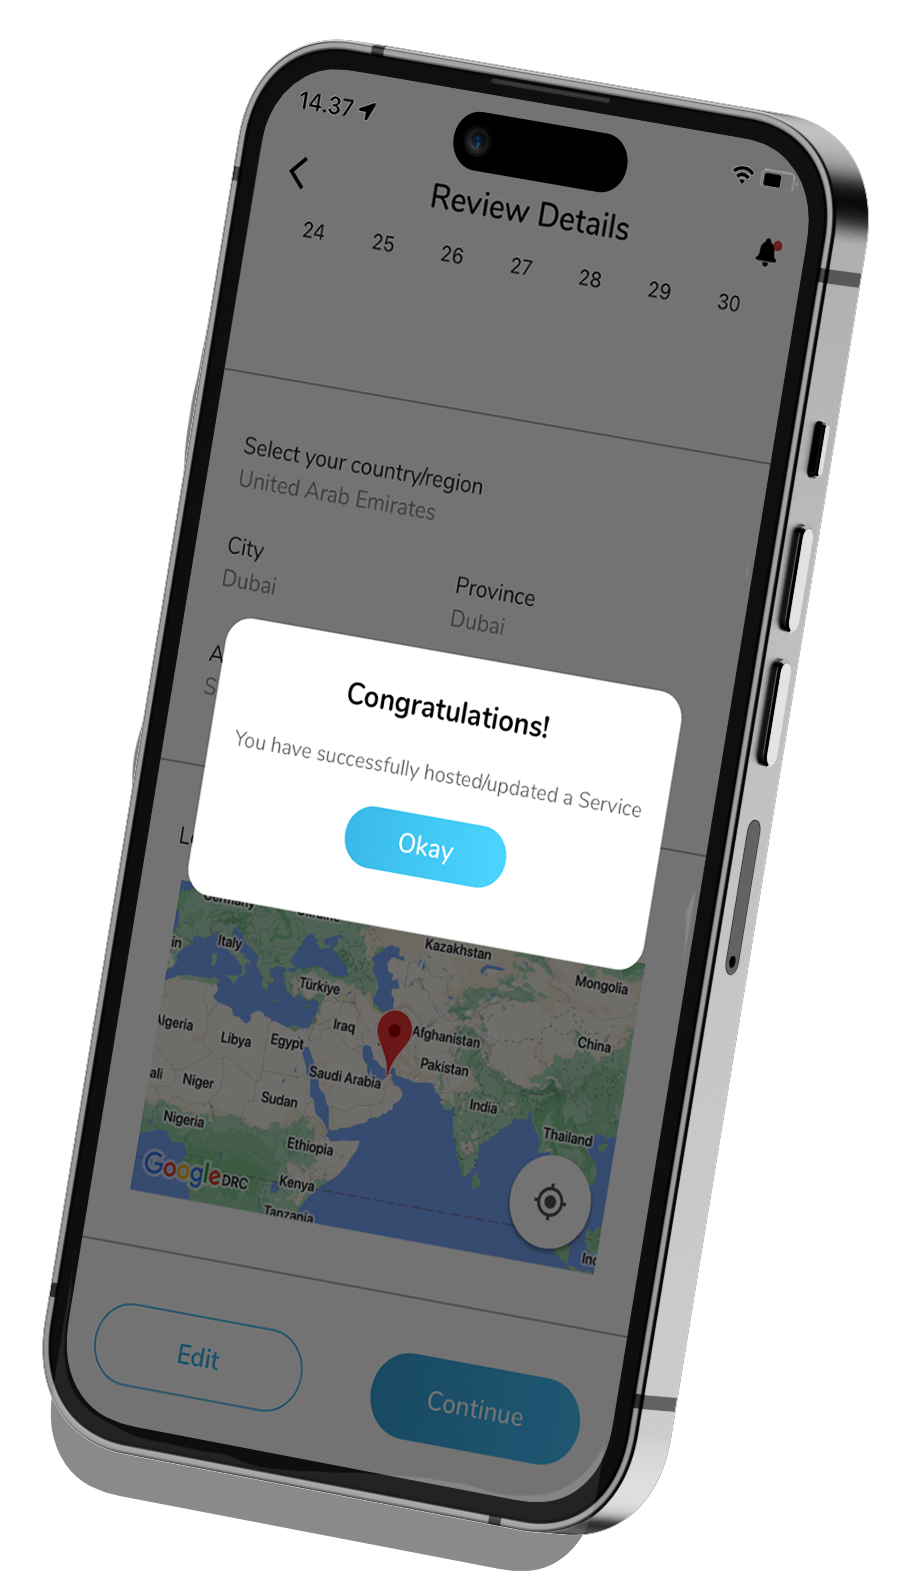 14.37
Review Details
24 25 26 27 28 29 30
Select your country/region
United Arab Emirates
City
Dubai
Province
Dubai
A
S
Congratulations!
You have successfully hosted/updated a Service
Okay
L
Germany
Ukraine
in
Italy
Kazakhstan
Mongolia
Türkiye
Algeria
Libya
Egypt
Iraq
Afghanistan
China
ali
Niger
Saudi Arabia
Pakistan
Sudan
India
Nigeria
Ethiopia
Thailand
Google
DRC
Kenya
Tanzania
Ind
Edit
Continue